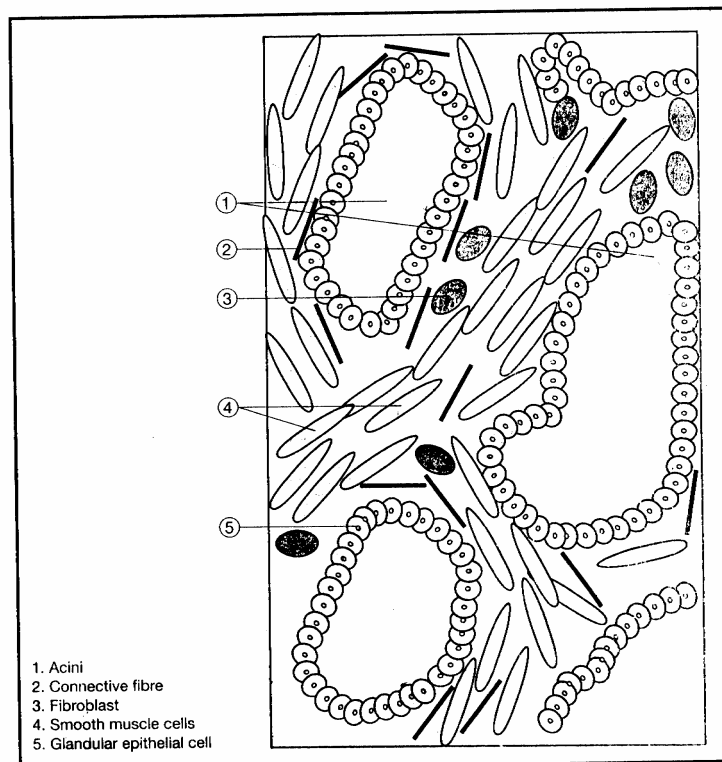 1
2
3
4
5
1. Acini
2. Connective fibre
3. Fibroblast
4. Smooth muscle cells
5. Glandular epithelial cell